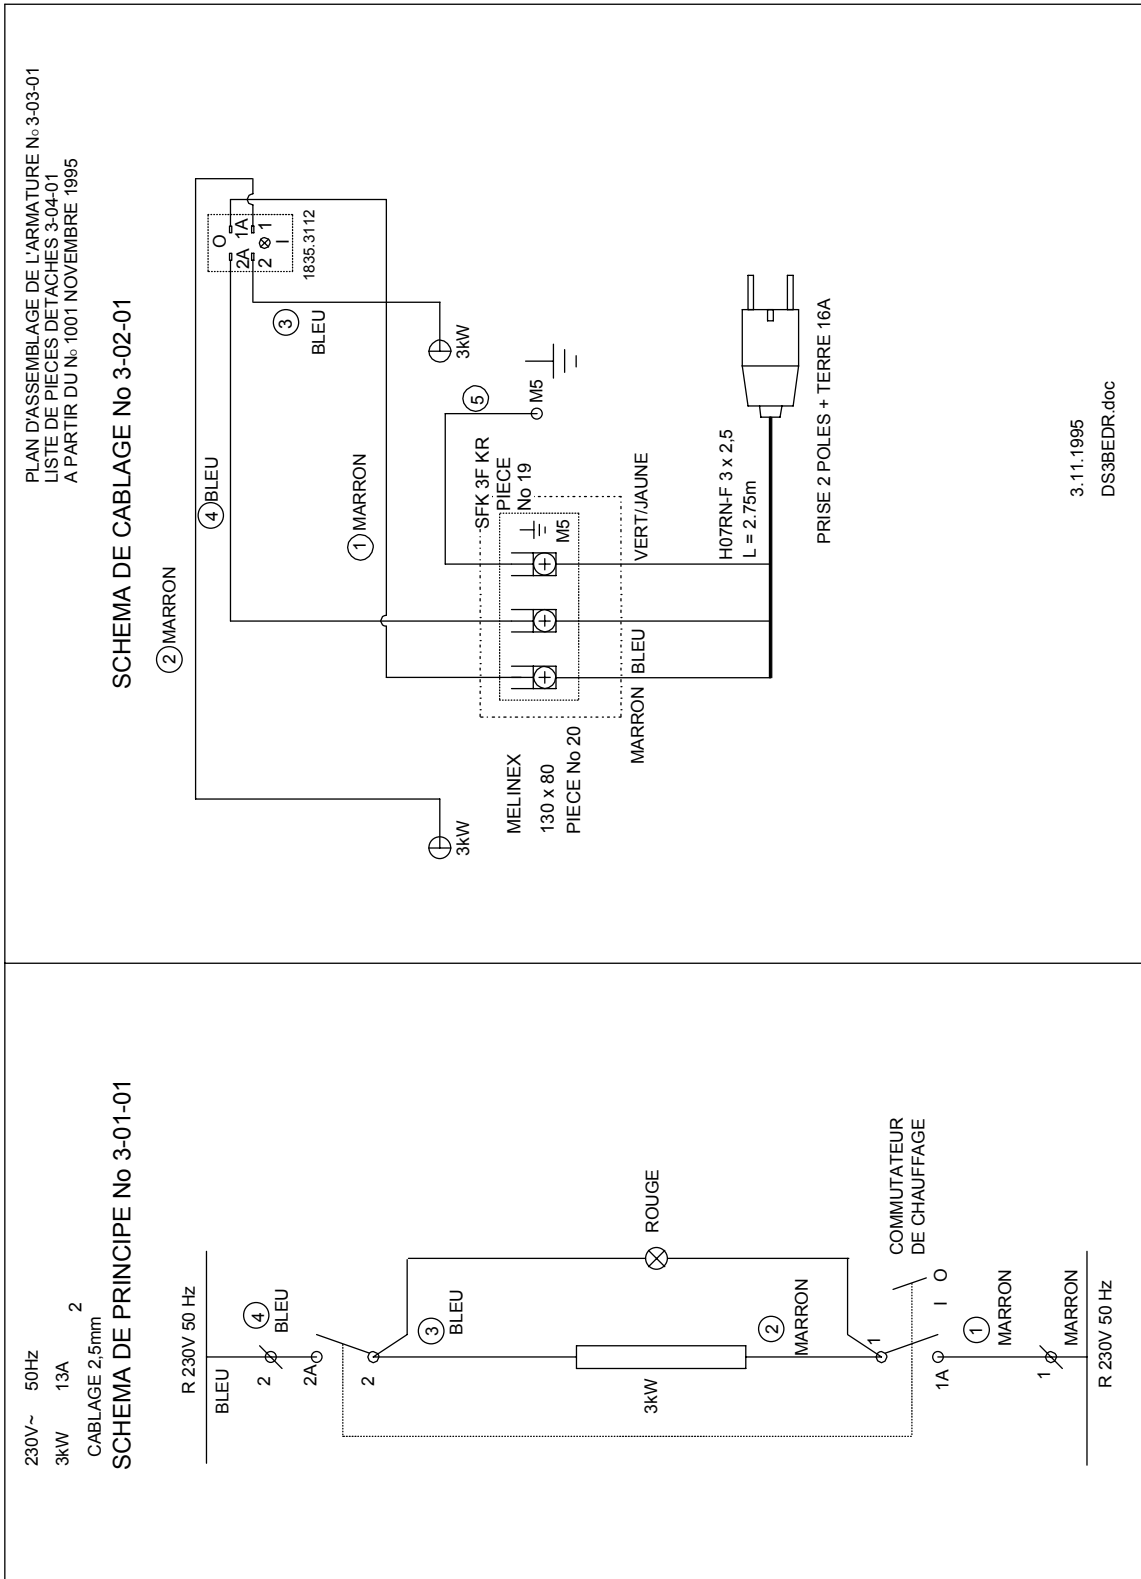 230V~ 50Hz
3kW 13A
CABLAGE 2,5mm 2
SCHEMA DE PRINCIPE No 3-01-01
R 230V 50 Hz
BLEU
2
4
BLEU
2A
2
3
BLEU
3kW
ROUGE
2
MARRON
1
COMMUTATEUR
DE CHAUFFAGE
I O
1A
1
MARRON
1
MARRON
R 230V 50 Hz
PLAN D'ASSEMBLAGE DE L'ARMATURE No 3-03-01
LISTE DE PIECES DETACHES 3-04-01
A PARTIR DU No 1001 NOVEMBRE 1995
SCHEMA DE CABLAGE No 3-02-01
2 MARRON
4 BLEU
O
2A 1A
2 1
I
1835.3112
3
BLEU
3kW
3kW
1 MARRON
5
M5
SFK 3F KR
PIECE
No 19
M5
MELINEX
130 x 80
PIECE No 20
MARRON BLEU
VERT/JAUNE
H07RN-F 3 x 2,5
L = 2.75m
PRISE 2 POLES + TERRE 16A
3.11.1995
DS3BEDR.doc